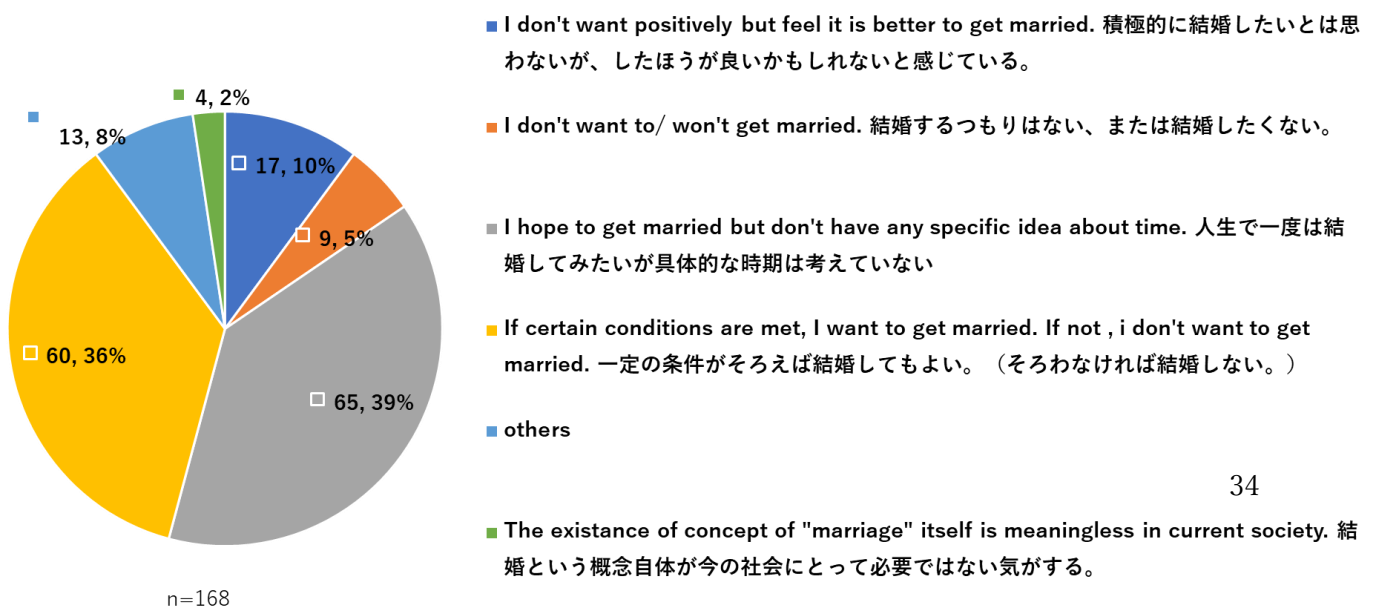 4, 2%
13, 8%
17, 10%
9, 5%
60, 36%
65, 39%
n=168
I don't want positively but feel it is better to get married. 積極的に結婚したいとは思
わないが、したほうが良いかもしれないと感じている。
I don't want to/ won't get married. 結婚するつもりはない、または結婚したくない。
I hope to get married but don't have any specific idea about time. 人生で一度は結
婚してみたいが具体的な時期は考えていない
If certain conditions are met, I want to get married. If not , i don't want to get
married. 一定の条件がそろえば結婚してもよい。（そろわなければ結婚しない。）
others
34
The existance of concept of "marriage" itself is meaningless in current society. 結
婚という概念自体が今の社会にとって必要ではない気がする。